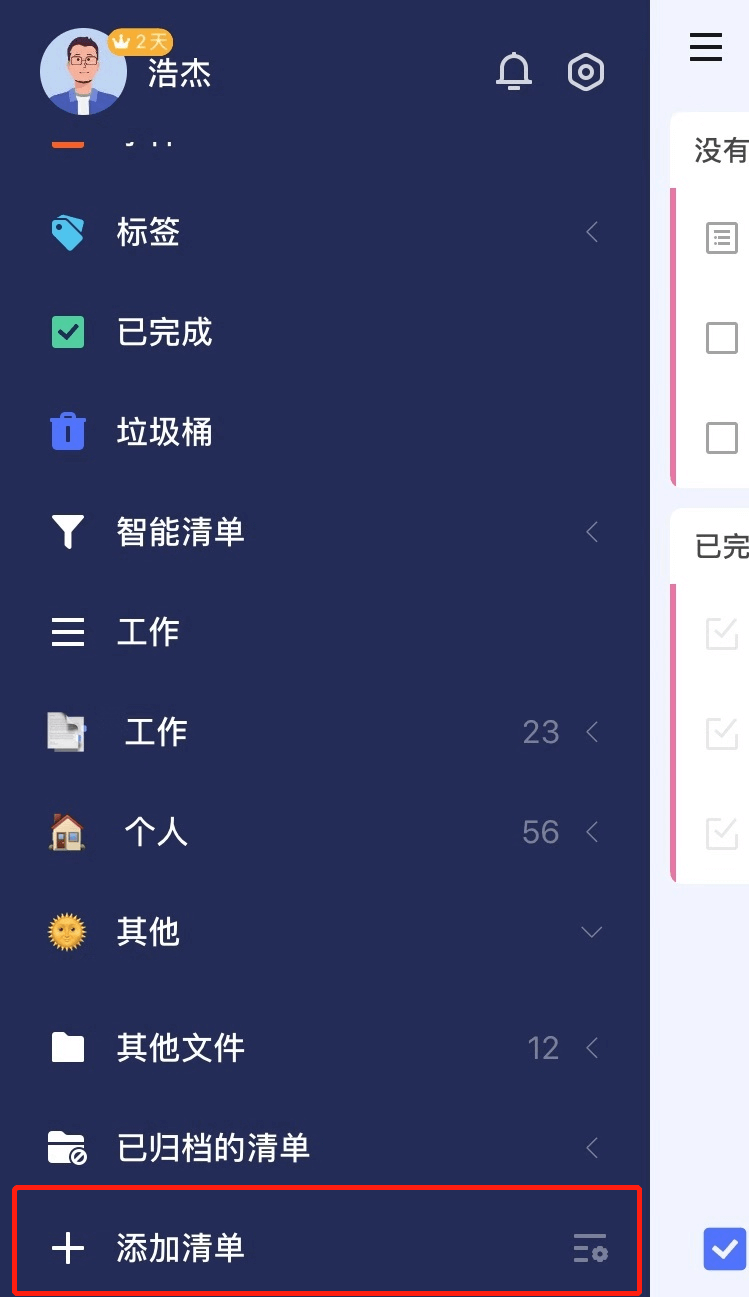 2天
浩杰
没有
标签
已完成
垃圾桶
智能清单
已完
工作
工作 23
个人 56
其他
其他文件 12
已归档的清单
添加清单